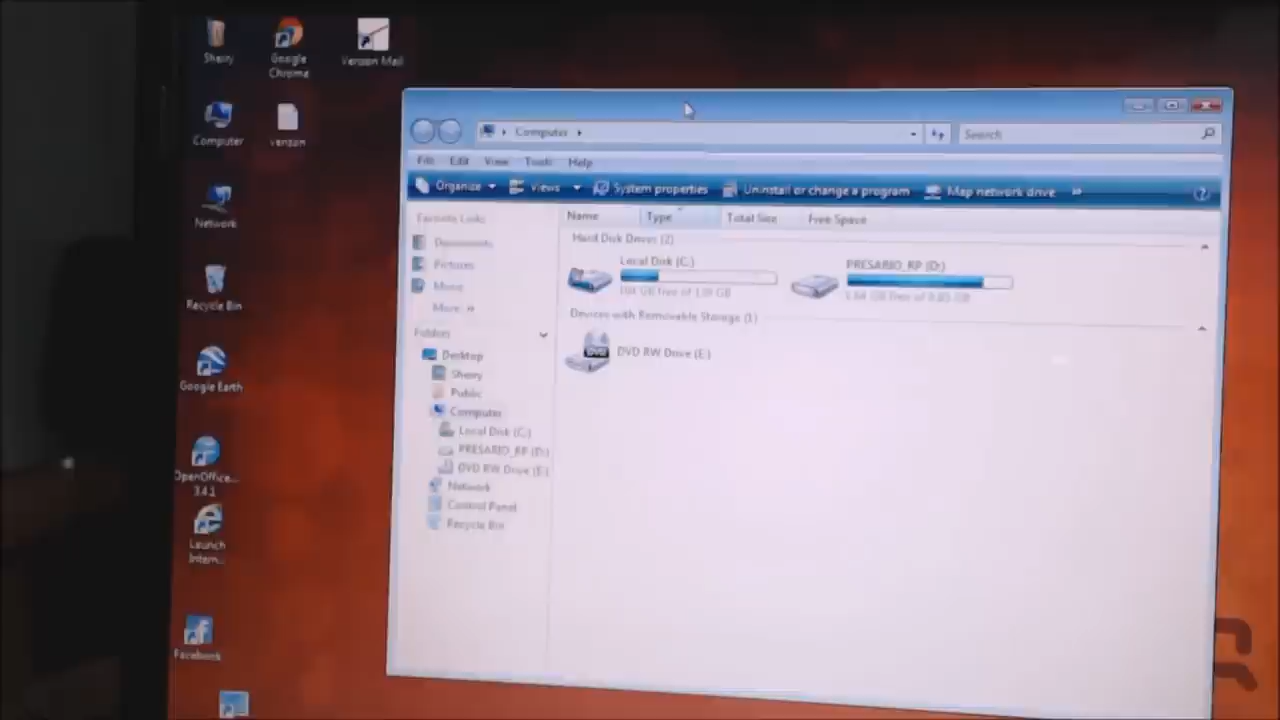 Sherry
Google
Chrome
Verizon Mail
Computer
verizon
Network
Recycle Bin
Google Earth
OpenOffice...
3.4.1
Launch
Intern...
Facebook
Computer
Search
File Edit View Tools Help
Organize Views System properties Uninstall or change a program Map network drive »
Favorite Links
Documents
Pictures
Music
More »
Folders
Desktop
Sherry
Public
Computer
Local Disk (C:)
PRESARIO_RP (D:)
DVD RW Drive (E:)
Network
Control Panel
Recycle Bin
Name Type Total Size Free Space
Hard Disk Drives (2)
Local Disk (C:)
PRESARIO_RP (D:)
Devices with Removable Storage (1)
DVD
DVD RW Drive (E:)